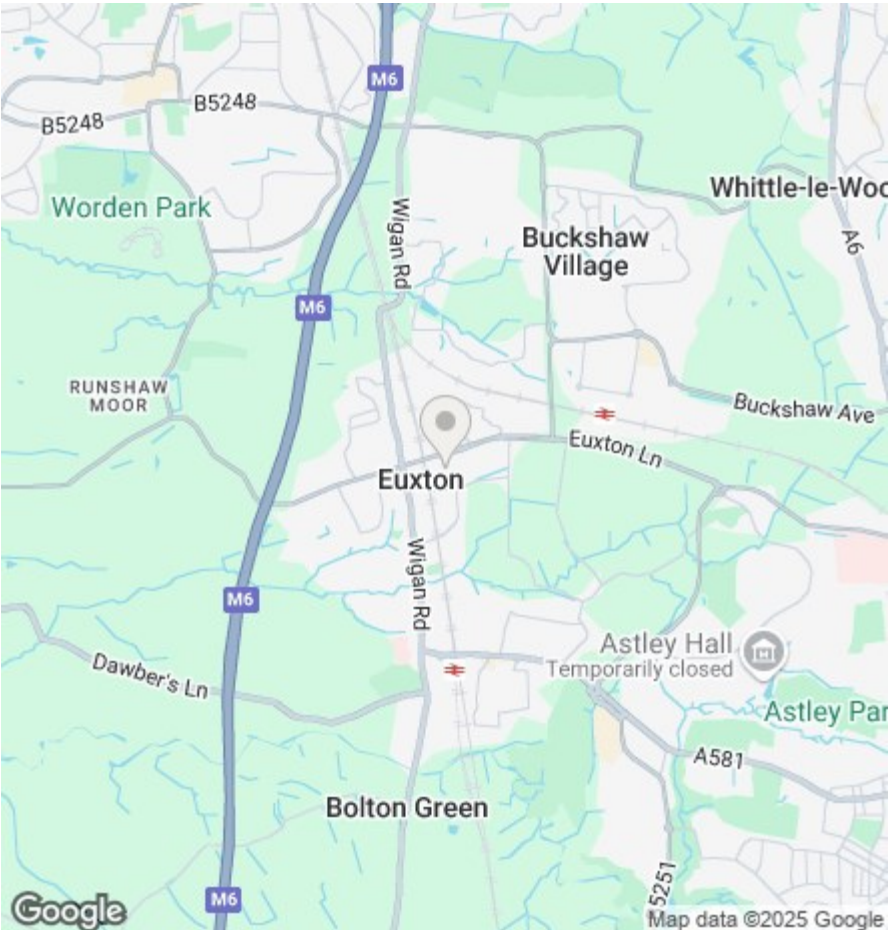 M6
B5248
B5248
Worden Park
Wigan Rd
Whittle-le-Woo
Buckshaw
Village
A6
M6
RUNSHAW
MOOR
Buckshaw Ave
Euxton Ln
Euxton
Wigan Rd
M6
Astley Hall
Temporarily closed
Dawber's Ln
Astley Par
A581
Bolton Green
5251
M6
Google
Map data ©2025 Google